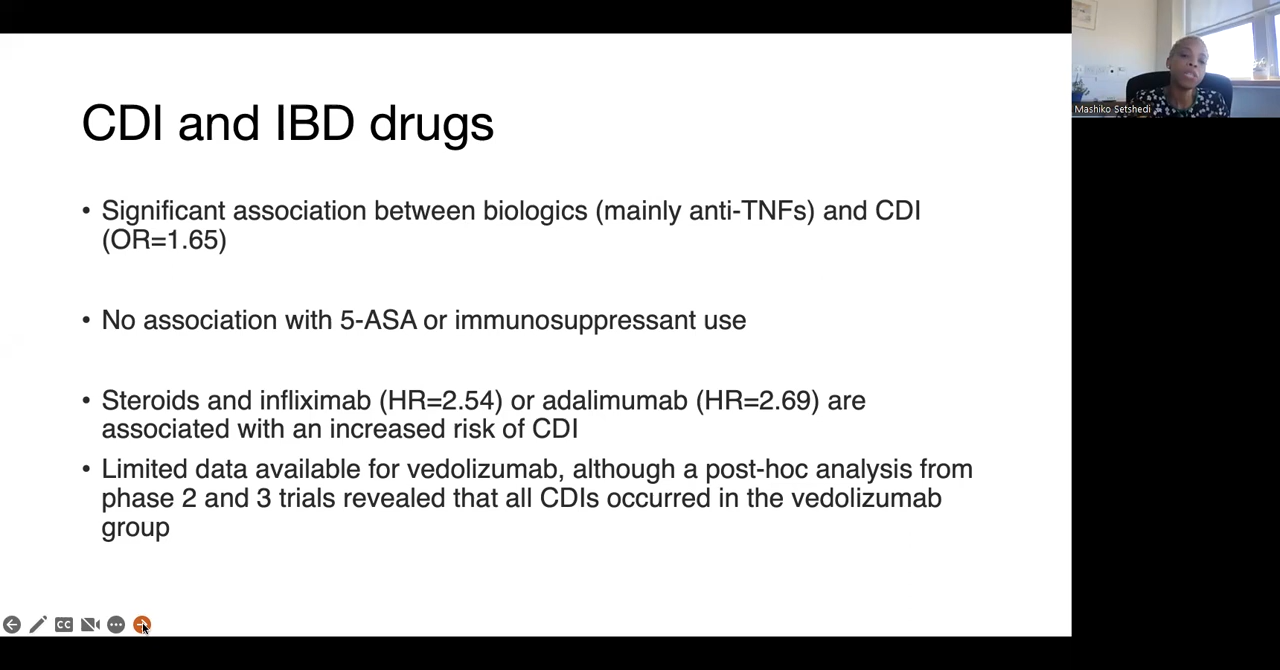 CDI and IBD drugs
• Significant association between biologics (mainly anti-TNFs) and CDI
(OR=1.65)
• No association with 5-ASA or immunosuppressant use
• Steroids and infliximab (HR=2.54) or adalimumab (HR=2.69) are
associated with an increased risk of CDI
• Limited data available for vedolizumab, although a post-hoc analysis from
phase 2 and 3 trials revealed that all CDIs occurred in the vedolizumab
group
Mashiko Setshedi
CC